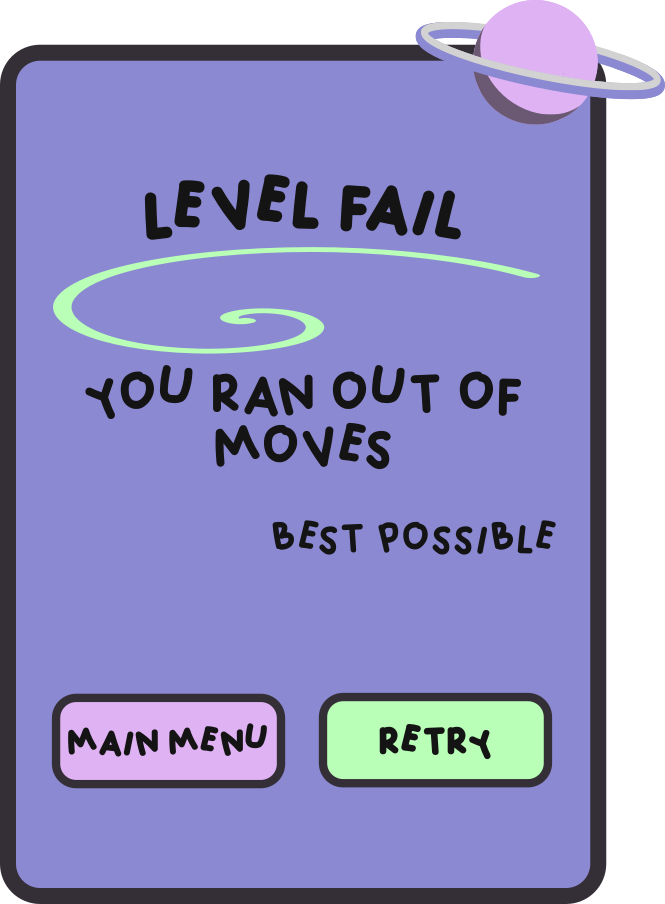 LEVEL FAIL
YOU RAN OUT OF
MOVES
BEST POSSIBLE
MAIN MENU
RETRY